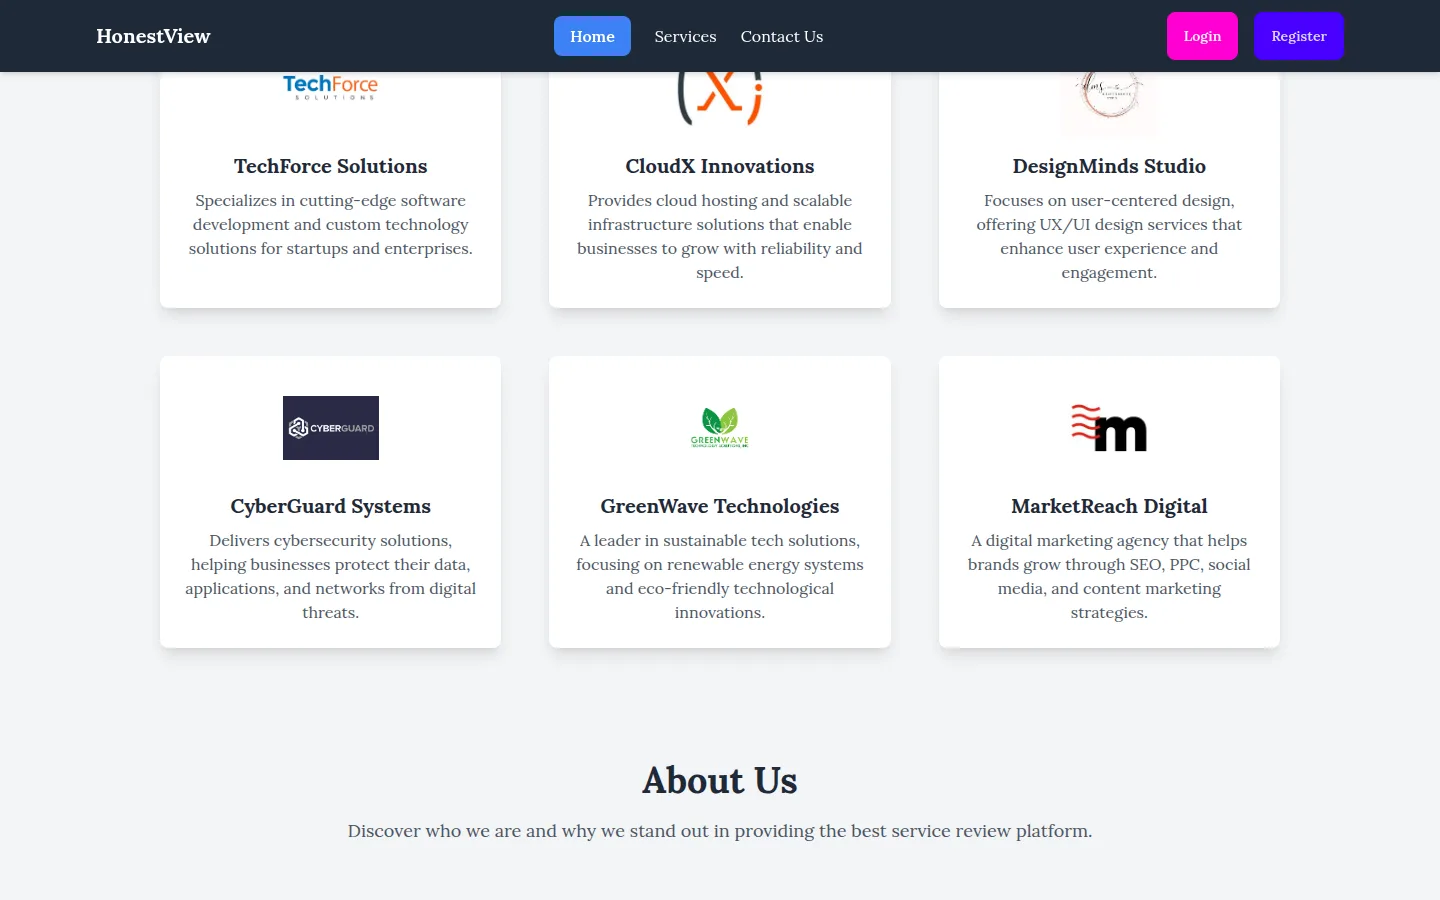 HonestView
Home
Services
Contact Us
Login
Register
TechForce
SOLUTIONS
TechForce Solutions
Specializes in cutting-edge software
development and custom technology
solutions for startups and enterprises.
CloudX Innovations
Provides cloud hosting and scalable
infrastructure solutions that enable
businesses to grow with reliability and
speed.
DesignMinds Studio
Focuses on user-centered design,
offering UX/UI design services that
enhance user experience and
engagement.
CYBERGUARD
CyberGuard Systems
Delivers cybersecurity solutions,
helping businesses protect their data,
applications, and networks from digital
threats.
GREENWAVE
GreenWave Technologies
A leader in sustainable tech solutions,
focusing on renewable energy systems
and eco-friendly technological
innovations.
m
MarketReach Digital
A digital marketing agency that helps
brands grow through SEO, PPC, social
media, and content marketing
strategies.
About Us
Discover who we are and why we stand out in providing the best service review platform.